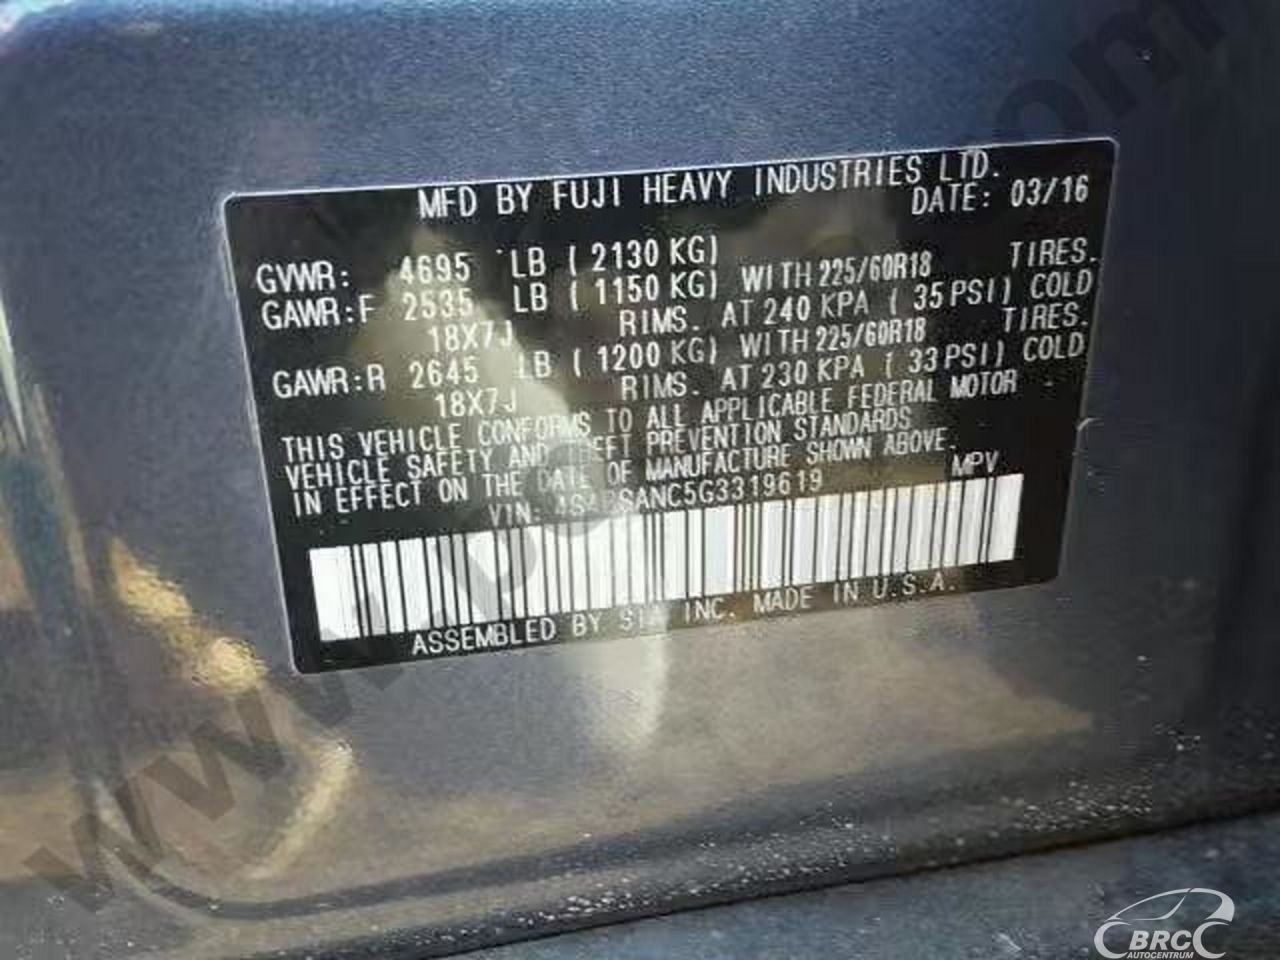 MFD BY FUJI HEAVY INDUSTRIES LTD.
DATE: 03/16
GVWR: 4695 LB ( 2130 KG)
GAWR:F 2535 LB ( 1150 KG) WITH 225/60R18 TIRES.
18X7J RIMS. AT 240 KPA ( 35 PSI) COLD
GAWR:R 2645 LB ( 1200 KG) WITH 225/60R18 TIRES.
18X7J RIMS. AT 230 KPA ( 33 PSI) COLD
THIS VEHICLE CONFORMS TO ALL APPLICABLE FEDERAL MOTOR
VEHICLE SAFETY AND THEFT PREVENTION STANDARDS
IN EFFECT ON THE DATE OF MANUFACTURE SHOWN ABOVE.
VIN: MPV
ASSEMBLED BY SIA INC. MADE IN U.S.A.
BRC
AUTOCENTRUM